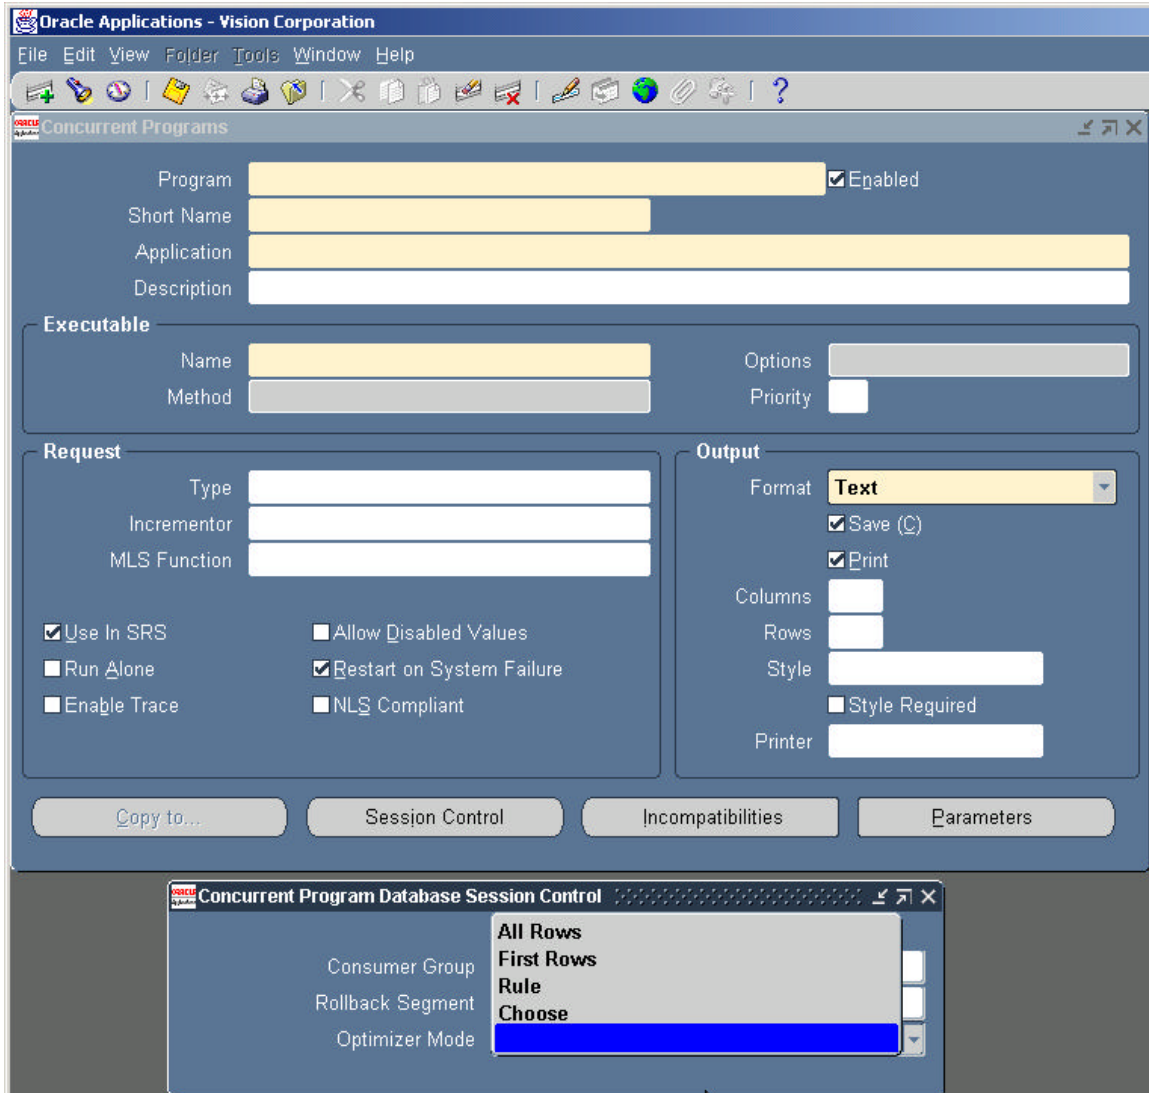 Oracle Applications - Vision Corporation
File Edit View Folder Tools Window Help
Concurrent Programs
Program
Enabled
Short Name
Application
Description
Executable
Name
Options
Method
Priority
Request
Output
Type
Format Text
Incrementor
Save (C)
MLS Function
Print
Columns
Use In SRS
Allow Disabled Values
Rows
Run Alone
Restart on System Failure
Style
Enable Trace
NLS Compliant
Style Required
Printer
Copy to...
Session Control
Incompatibilities
Parameters
ORACLE
Concurrent Program Database Session Control
All Rows
Consumer Group
First Rows
Rule
Rollback Segment
Choose
Optimizer Mode